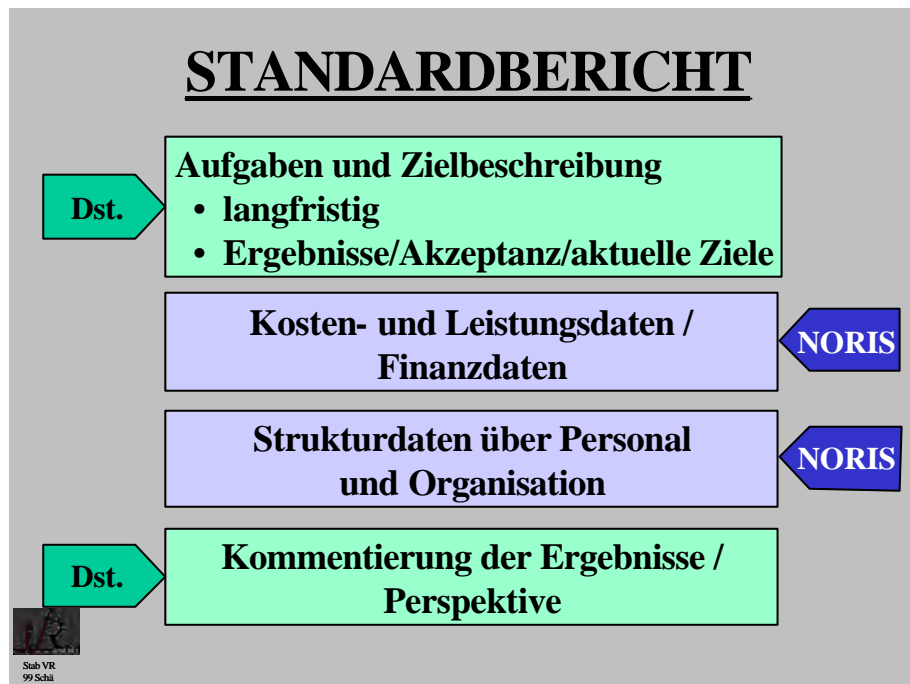 STANDARDBERICHT
Dst.
Aufgaben und Zielbeschreibung
• langfristig
• Ergebnisse/Akzeptanz/aktuelle Ziele
Kosten- und Leistungsdaten /
Finanzdaten
NORIS
Strukturdaten über Personal
und Organisation
NORIS
Dst.
Kommentierung der Ergebnisse /
Perspektive
Stab VR
99 Schä